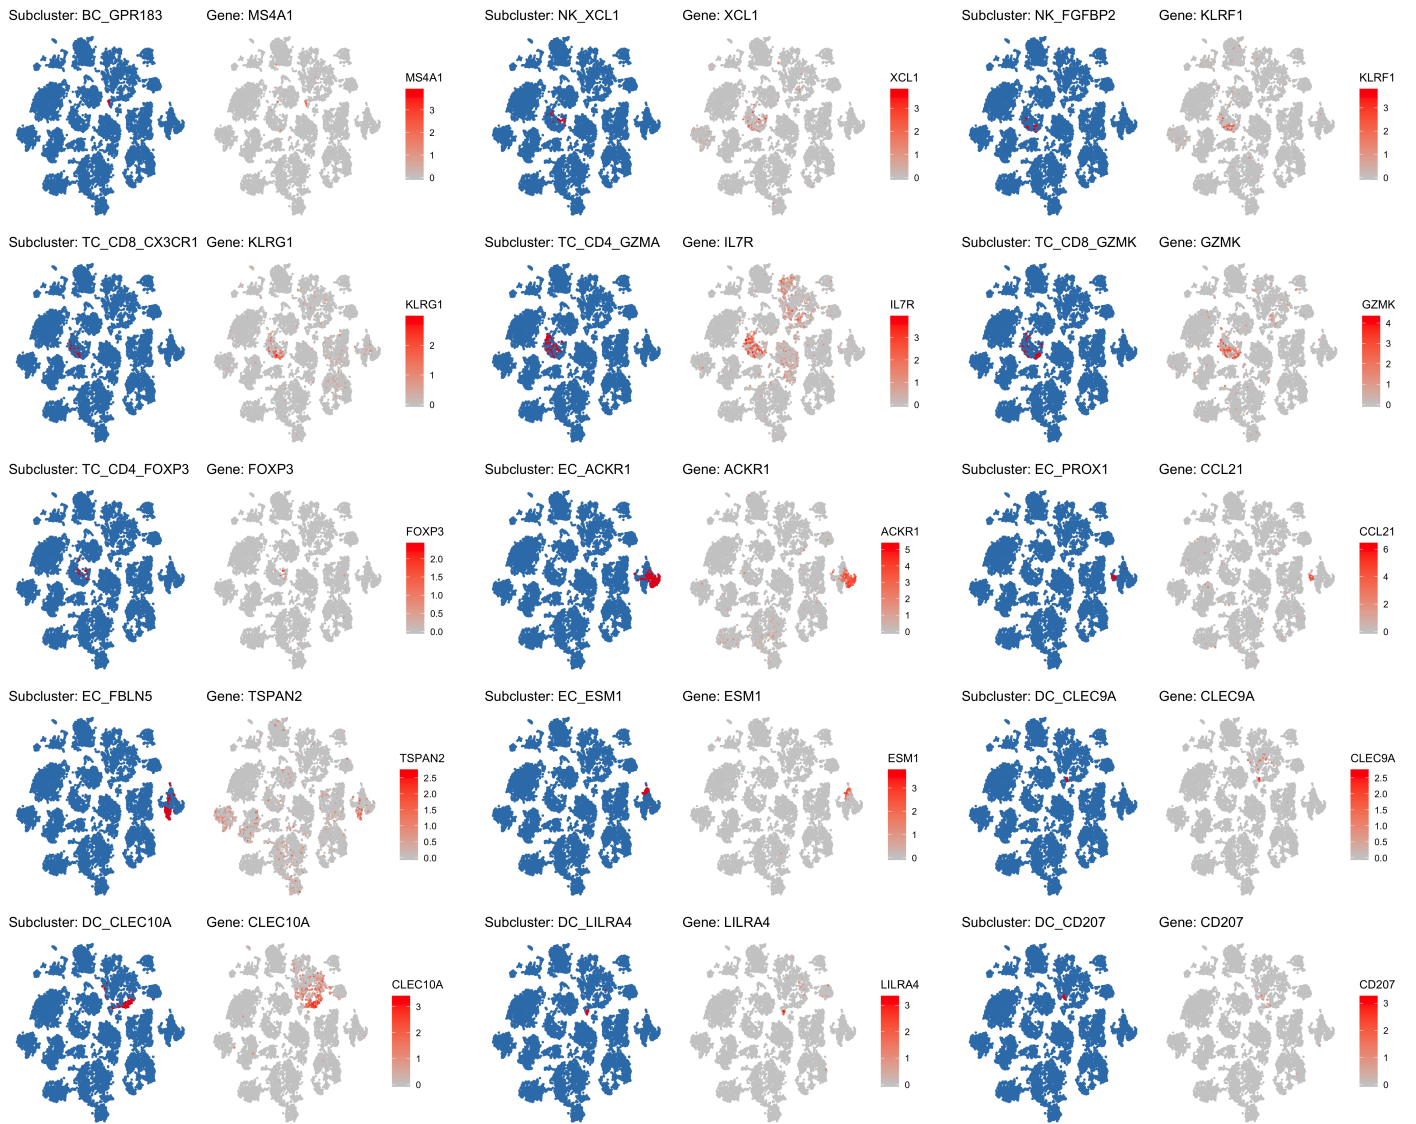 Subcluster: BC_GPR183
Gene: MS4A1
MS4A1
3
2
1
0
Subcluster: NK_XCL1
Gene: XCL1
XCL1
3
2
1
0
Subcluster: NK_FGFBP2
Gene: KLRF1
KLRF1
3
2
1
0
Subcluster: TC_CD8_CX3CR1
Gene: KLRG1
KLRG1
2
1
0
Subcluster: TC_CD4_GZMA
Gene: IL7R
IL7R
3
2
1
0
Subcluster: TC_CD8_GZMK
Gene: GZMK
GZMK
4
3
2
1
0
Subcluster: TC_CD4_FOXP3
Gene: FOXP3
FOXP3
2.0
1.5
1.0
0.5
0.0
Subcluster: EC_ACKR1
Gene: ACKR1
ACKR1
5
4
3
2
1
0
Subcluster: EC_PROX1
Gene: CCL21
CCL21
6
4
2
0
Subcluster: EC_FBLN5
Gene: TSPAN2
TSPAN2
2.5
2.0
1.5
1.0
0.5
0.0
Subcluster: EC_ESM1
Gene: ESM1
ESM1
3
2
1
0
Subcluster: DC_CLEC9A
Gene: CLEC9A
CLEC9A
2.5
2.0
1.5
1.0
0.5
0.0
Subcluster: DC_CLEC10A
Gene: CLEC10A
CLEC10A
3
2
1
0
Subcluster: DC_LILRA4
Gene: LILRA4
LILRA4
3
2
1
0
Subcluster: DC_CD207
Gene: CD207
CD207
3
2
1
0